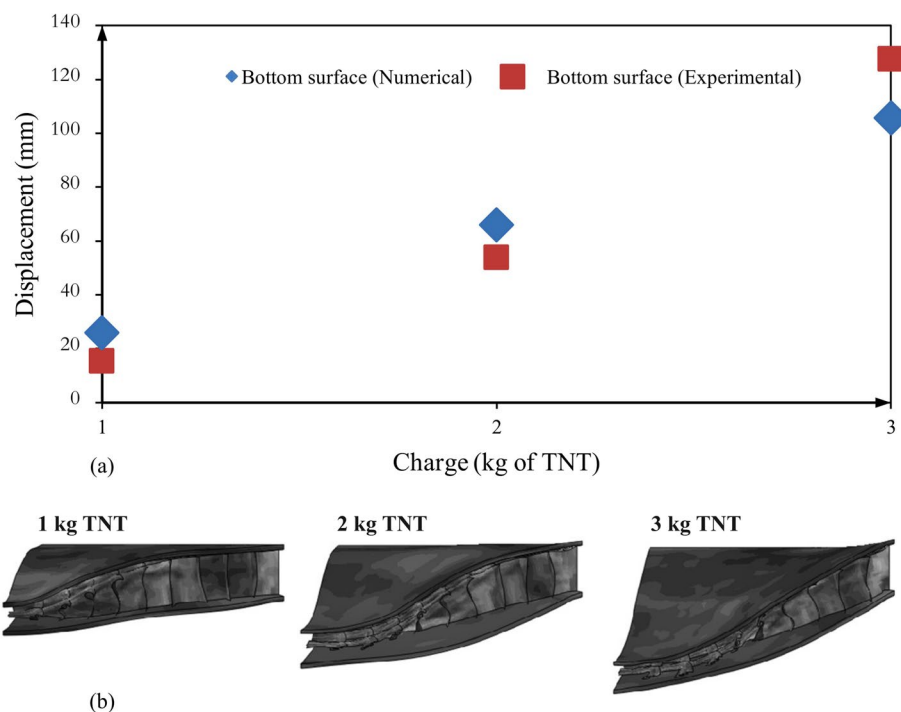 140
120
100
80
60
40
20
0
Displacement (mm)
Bottom surface (Numerical)
Bottom surface (Experimental)
1
2
3
Charge (kg of TNT)
(a)
1 kg TNT
2 kg TNT
3 kg TNT
(b)